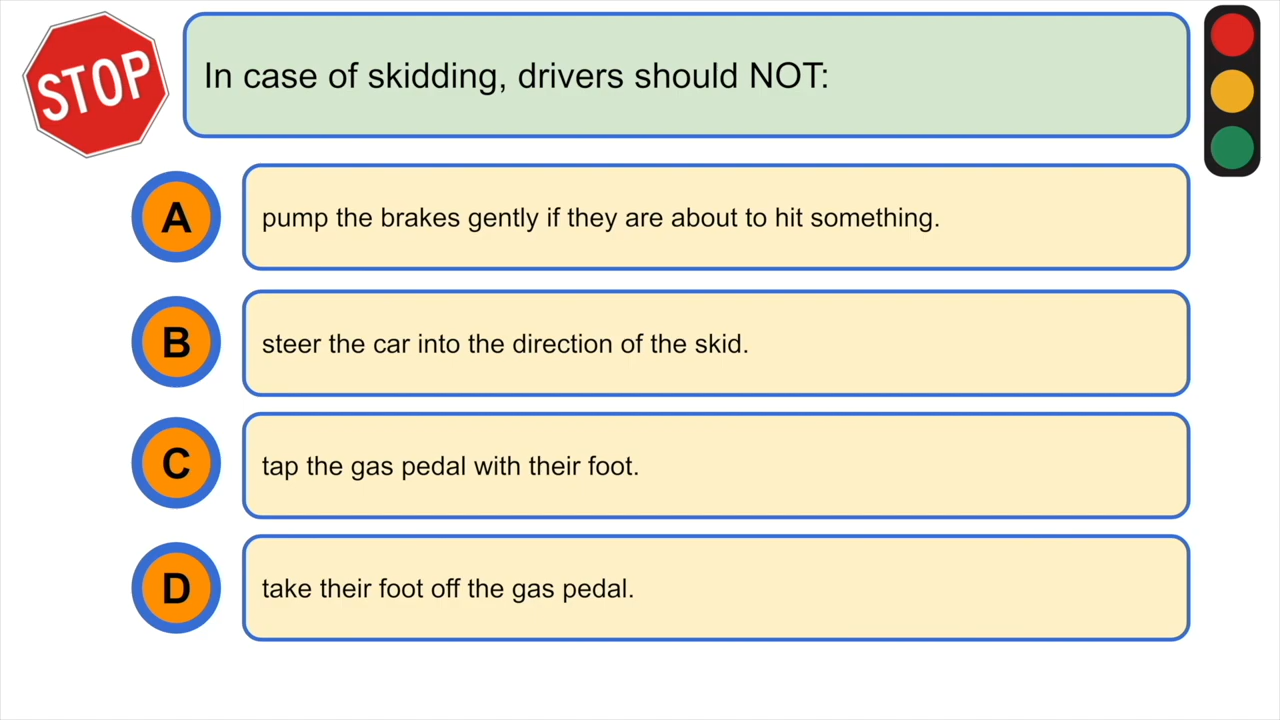 STOP
In case of skidding, drivers should NOT:
A
pump the brakes gently if they are about to hit something.
B
steer the car into the direction of the skid.
C
tap the gas pedal with their foot.
D
take their foot off the gas pedal.